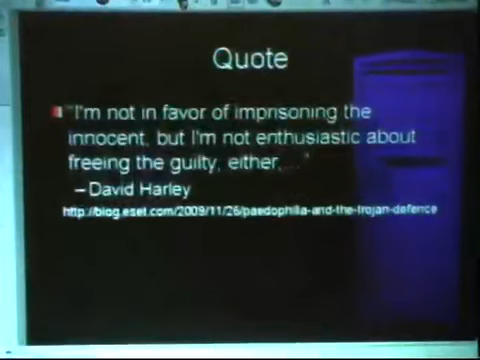 Quote
"I'm not in favor of imprisoning the
innocent, but I'm not enthusiastic about
freeing the guilty, either,..."
– David Harley
http://blog.eset.com/2009/11/26/paedophilia-and-the-trojan-defence